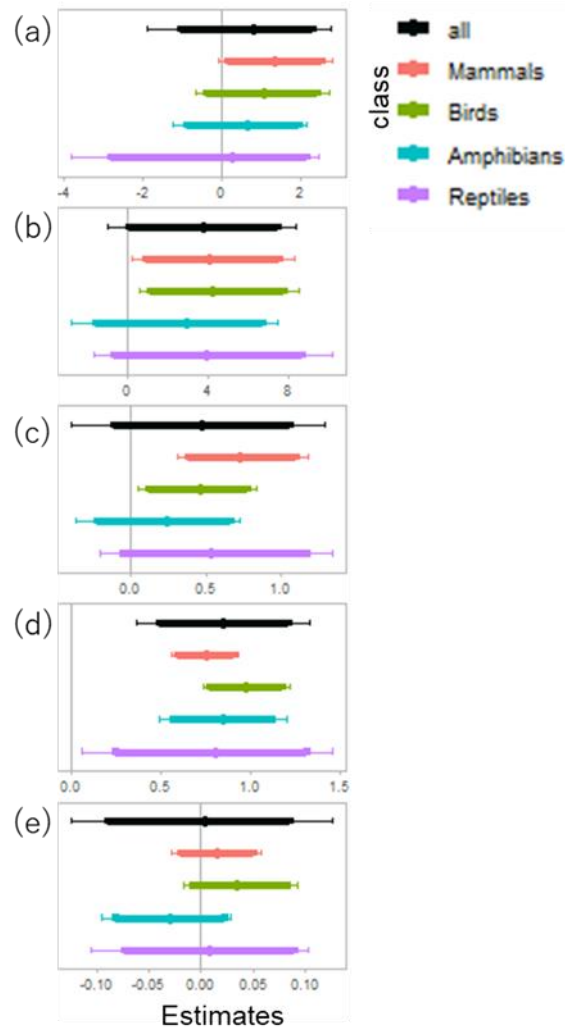 (a)
-4 -2 0 2
(b)
0 4 8
(c)
0.0 0.5 1.0
(d)
0.0 0.5 1.0 1.5
(e)
-0.10 -0.05 0.00 0.05 0.10
Estimates
class
all
Mammals
Birds
Amphibians
Reptiles